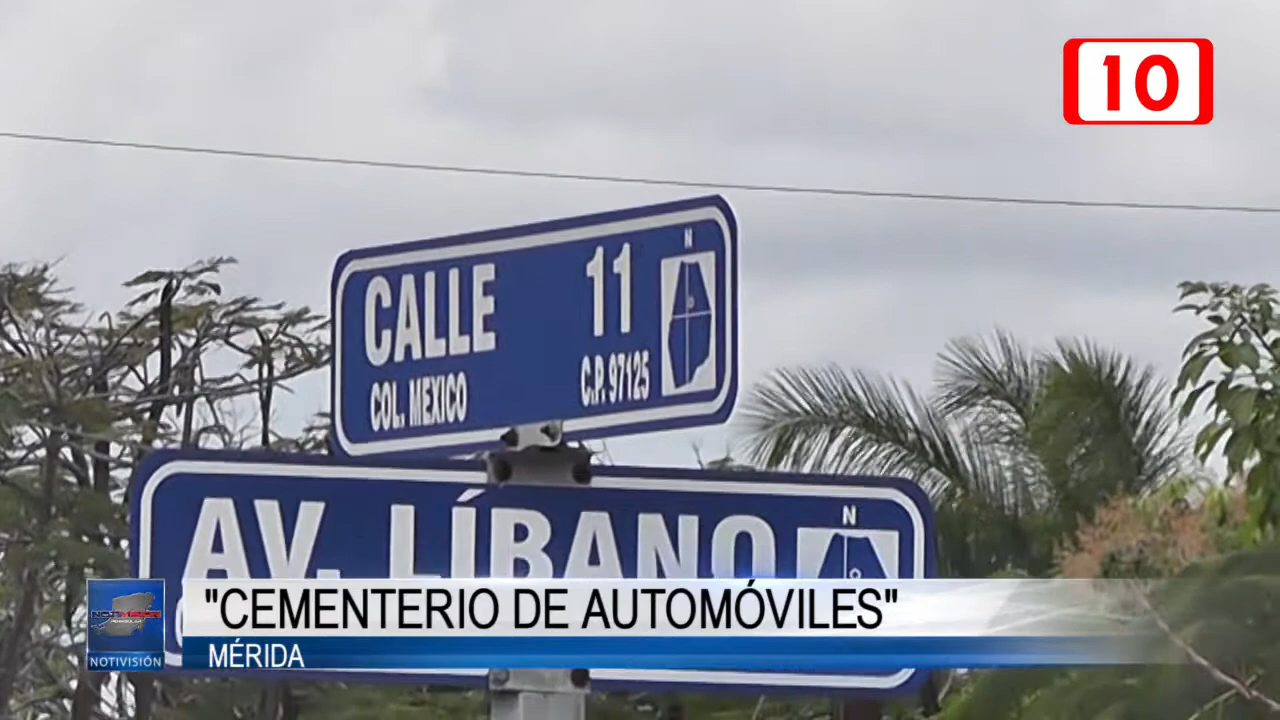 10
CALLE 11
COL. MEXICO C.P. 97125
N
AV. LÍBANO
N
"CEMENTERIO DE AUTOMÓVILES"
MÉRIDA
NOTIVISIÓN